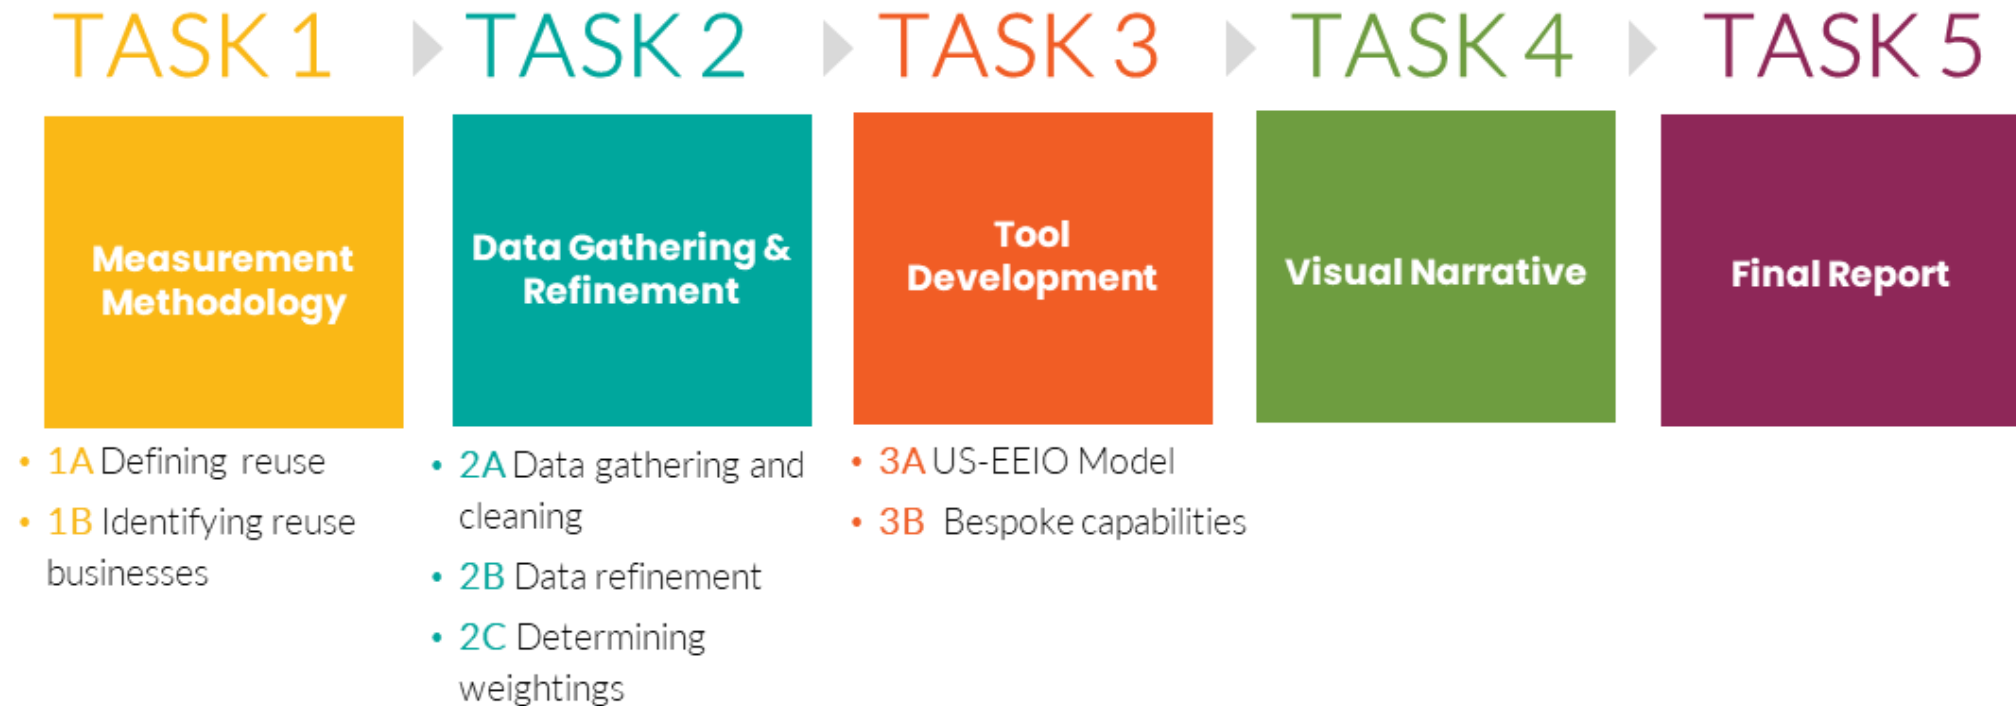 TASK 1
TASK 2
TASK 3
TASK 4
TASK 5
Measurement
Methodology
Data Gathering &
Refinement
Tool
Development
Visual Narrative
Final Report
• 1A Defining reuse
• 1B Identifying reuse
businesses
• 2A Data gathering and
cleaning
• 2B Data refinement
• 2C Determining
weightings
• 3A US-EEIO Model
• 3B Bespoke capabilities